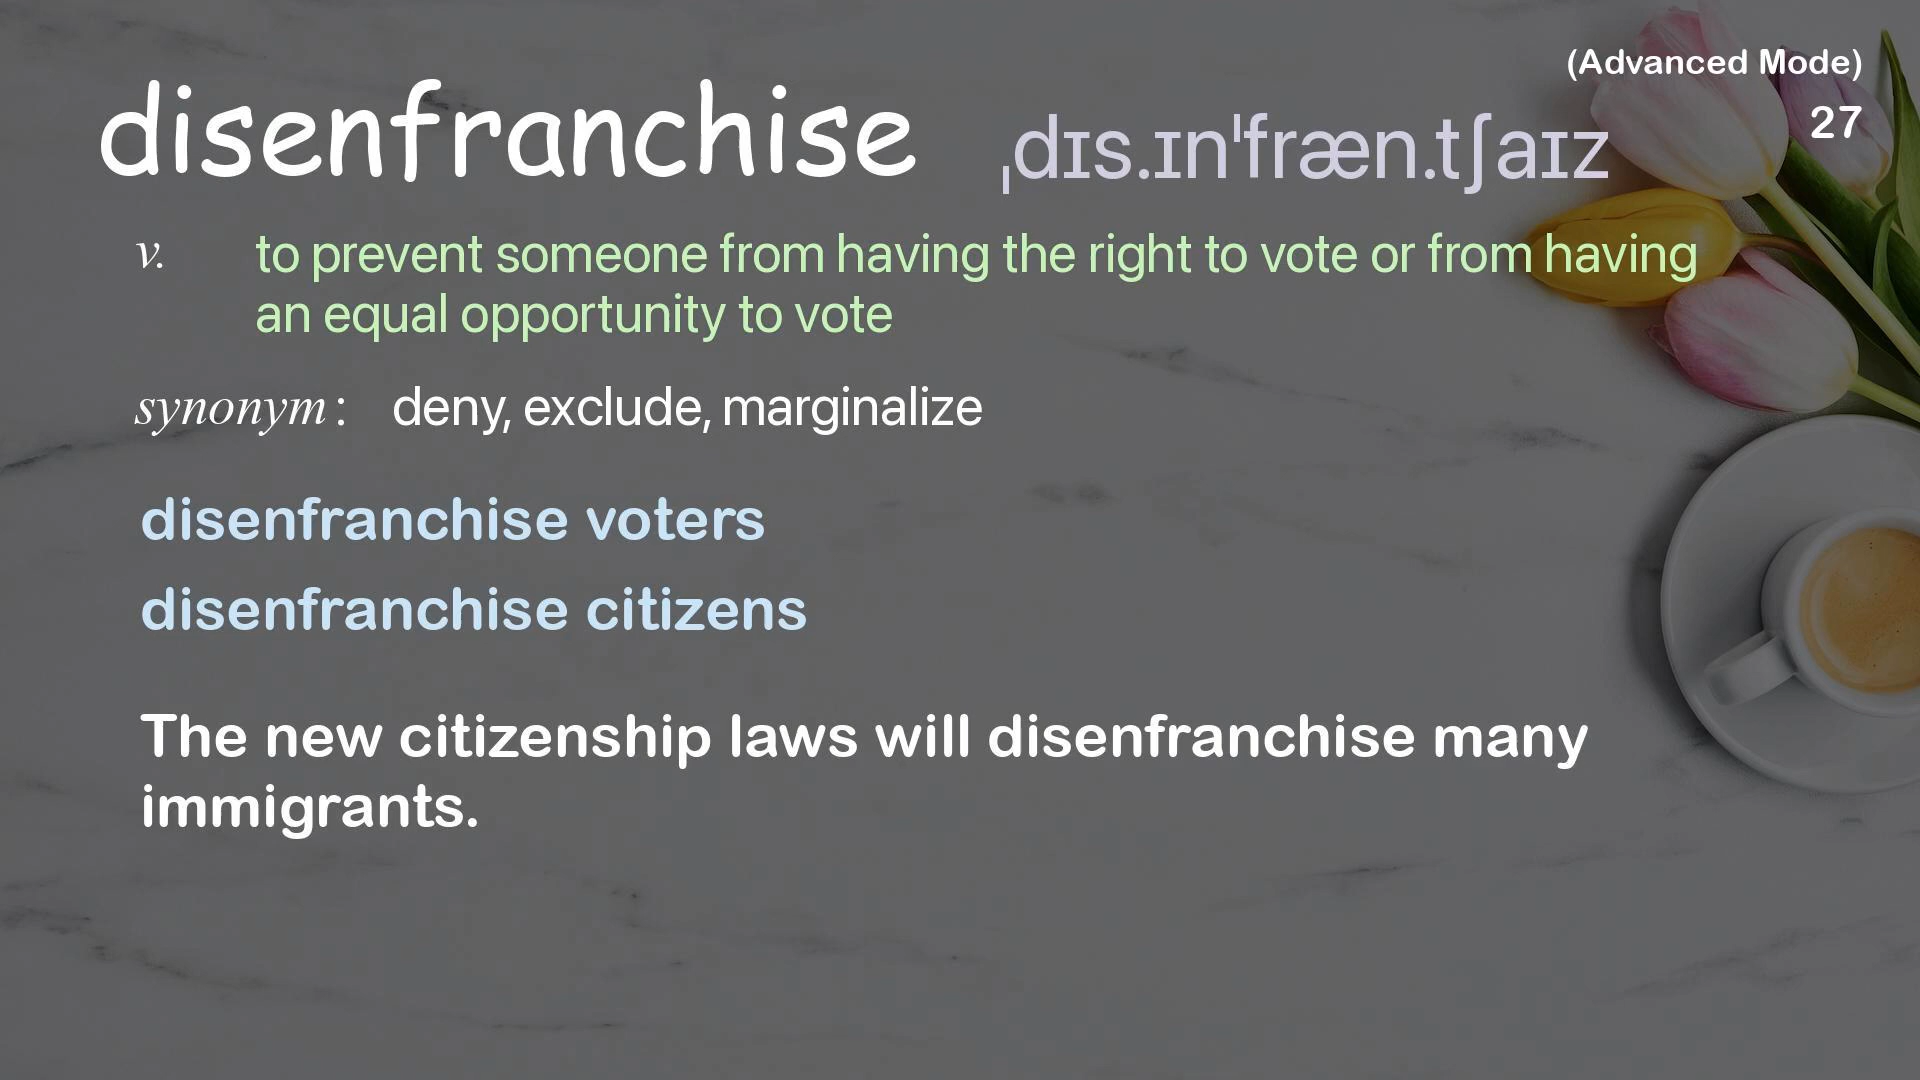 (Advanced Mode)
disenfranchise ˌdɪs.ɪnˈfræn.tʃaɪz
27
v. to prevent someone from having the right to vote or from having
an equal opportunity to vote
synonym: deny, exclude, marginalize
disenfranchise voters
disenfranchise citizens
The new citizenship laws will disenfranchise many
immigrants.